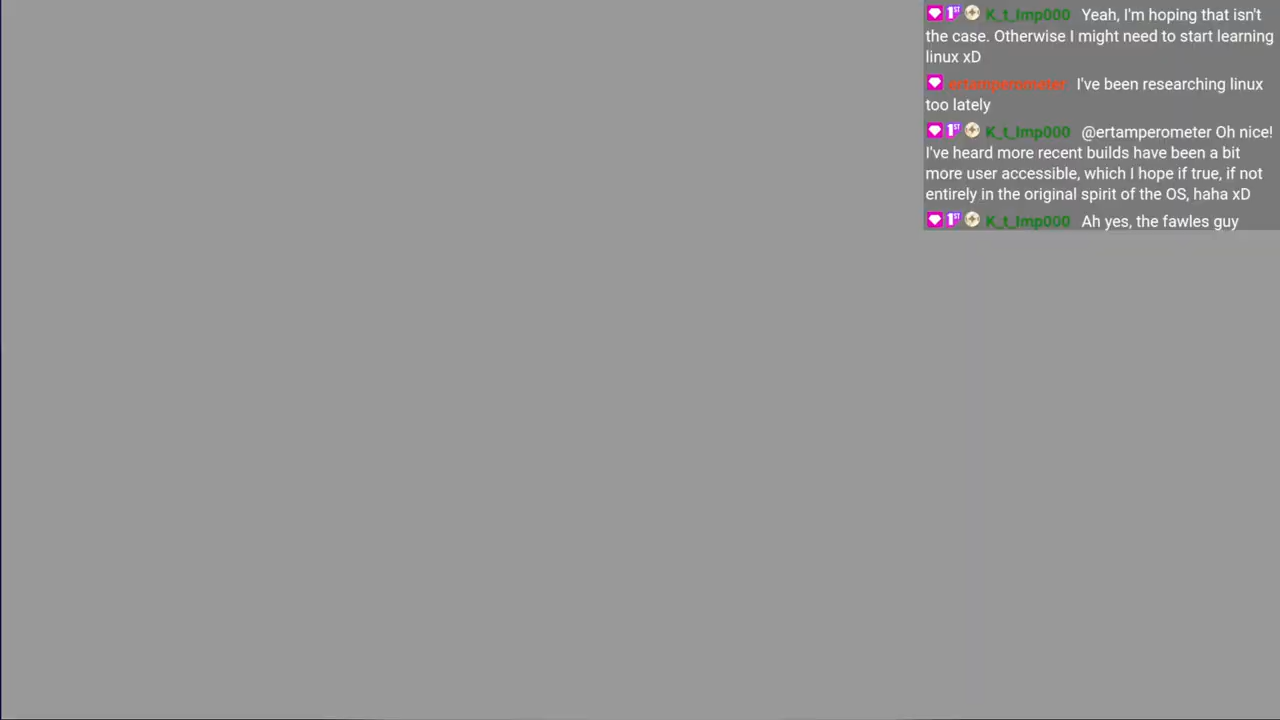 1ST K_t_Imp000 Yeah, I'm hoping that isn't
the case. Otherwise I might need to start learning
linux xD
ertamperometer I've been researching linux
too lately
1ST K_t_Imp000 @ertamperometer Oh nice!
I've heard more recent builds have been a bit
more user accessible, which I hope if true, if not
entirely in the original spirit of the OS, haha xD
1ST K_t_Imp000 Ah yes, the fawles guy